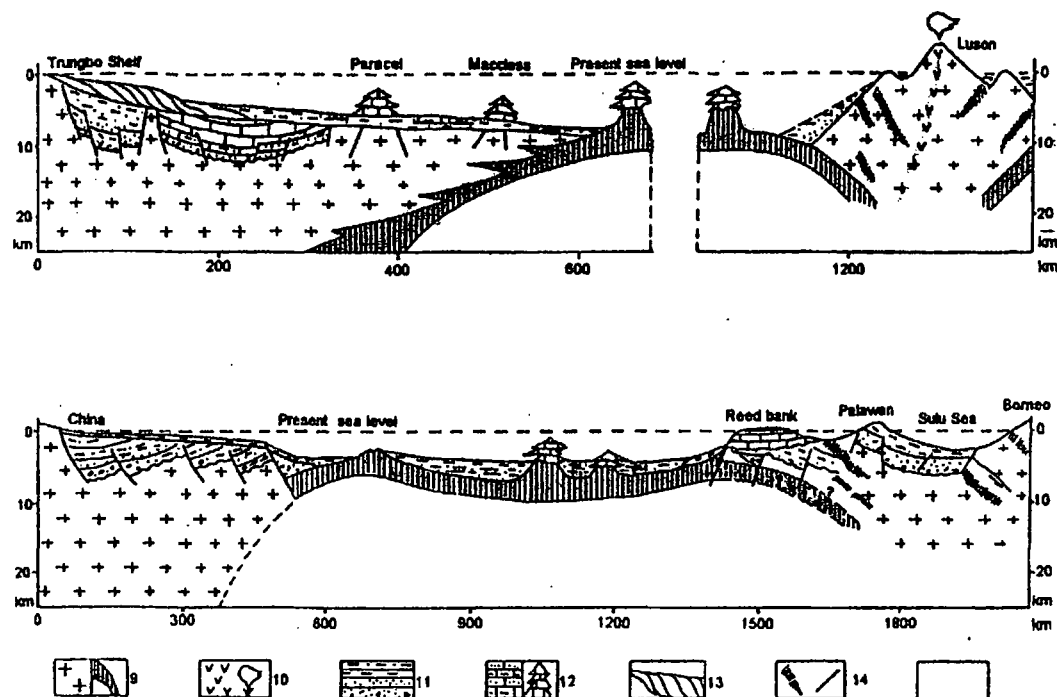 Trungbo Shelf Paracel Maccless Present sea level Luson
0 0
10 10
20 20
km km
km
0 200 400 600 1200
China Present sea level Reed bank Palawan Sulu Sea Borneo
0 0
10 10
20 20
km km
0 300 600 900 1200 1500 1800 km
9 10 11 12 13 14